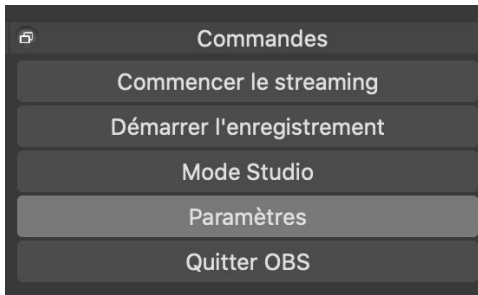 Commandes
Commencer le streaming
Démarrer l'enregistrement
Mode Studio
Paramètres
Quitter OBS